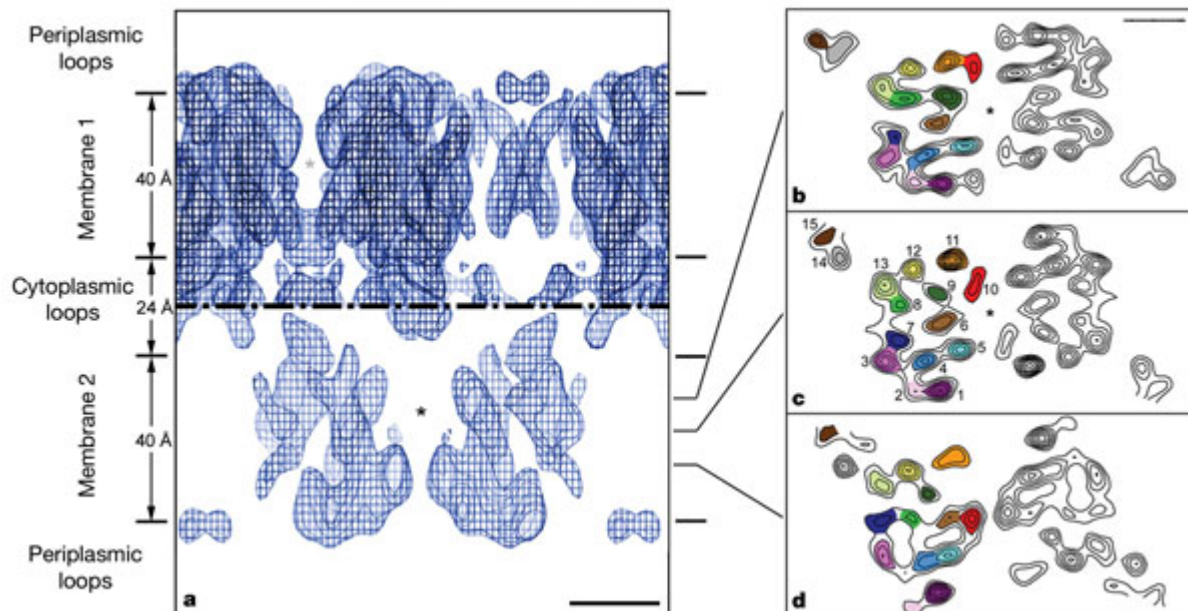 Periplasmic
loops
Membrane 1
40 Å
Cytoplasmic
loops
24 Å
Membrane 2
40 Å
Periplasmic
loops
a
b
15
14
13
12
11
10
9
8
7
6
5
4
3
2
1
c
d